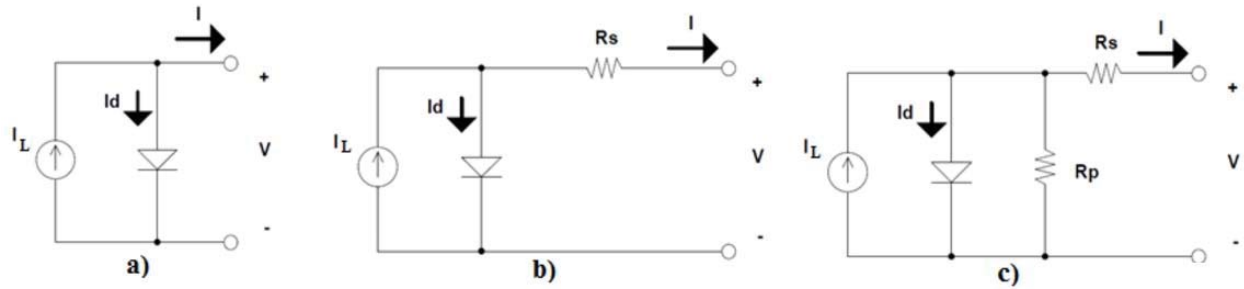 I
Id
I_L
+
V
-
a)
Rs
I
Id
I_L
+
V
-
b)
Rs
I
Id
I_L
Rp
+
V
-
c)